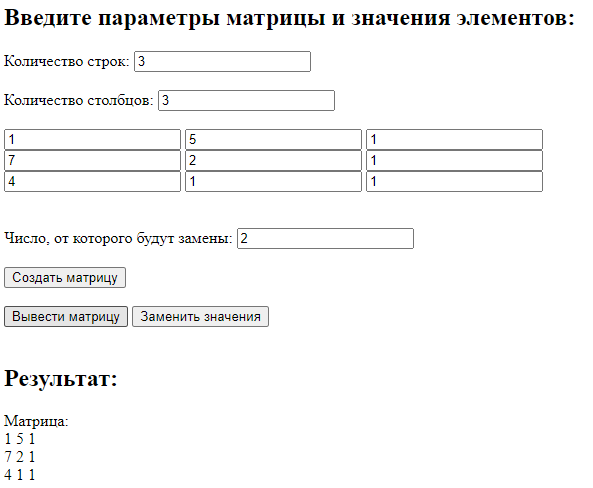 Введите параметры матрицы и значения элементов:
Количество строк: 3
Количество столбцов: 3
1 5 1
7 2 1
4 1 1
Число, от которого будут замены: 2
Создать матрицу
Вывести матрицу Заменить значения
Результат:
Матрица:
1 5 1
7 2 1
4 1 1